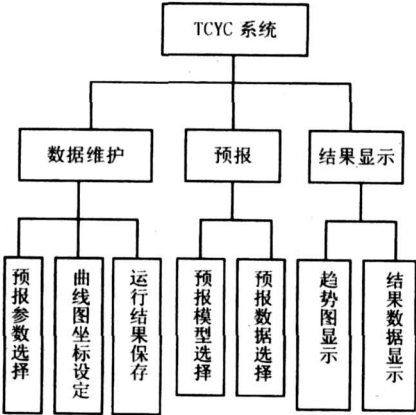 TCYC 系统
数据维护
预报
结果显示
预报参数选择
曲线图坐标设定
运行结果保存
预报模型选择
预报数据选择
趋势图显示
结果数据显示